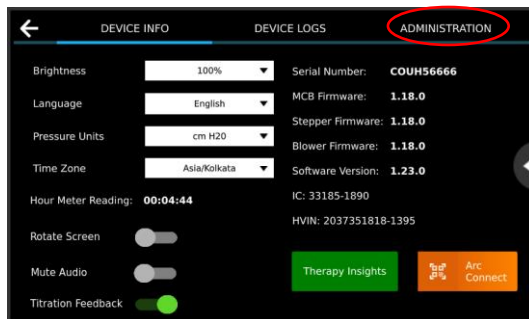 DEVICE INFO
DEVICE LOGS
ADMINISTRATION
Brightness 100%
Language English
Pressure Units cm H20
Time Zone Asia/Kolkata
Hour Meter Reading: 00:04:44
Rotate Screen
Mute Audio
Titration Feedback
Serial Number: COUH56666
MCB Firmware: 1.18.0
Stepper Firmware: 1.18.0
Blower Firmware: 1.18.0
Software Version: 1.23.0
IC: 33185-1890
HVIN: 2037351818-1395
Therapy Insights
Arc
Connect